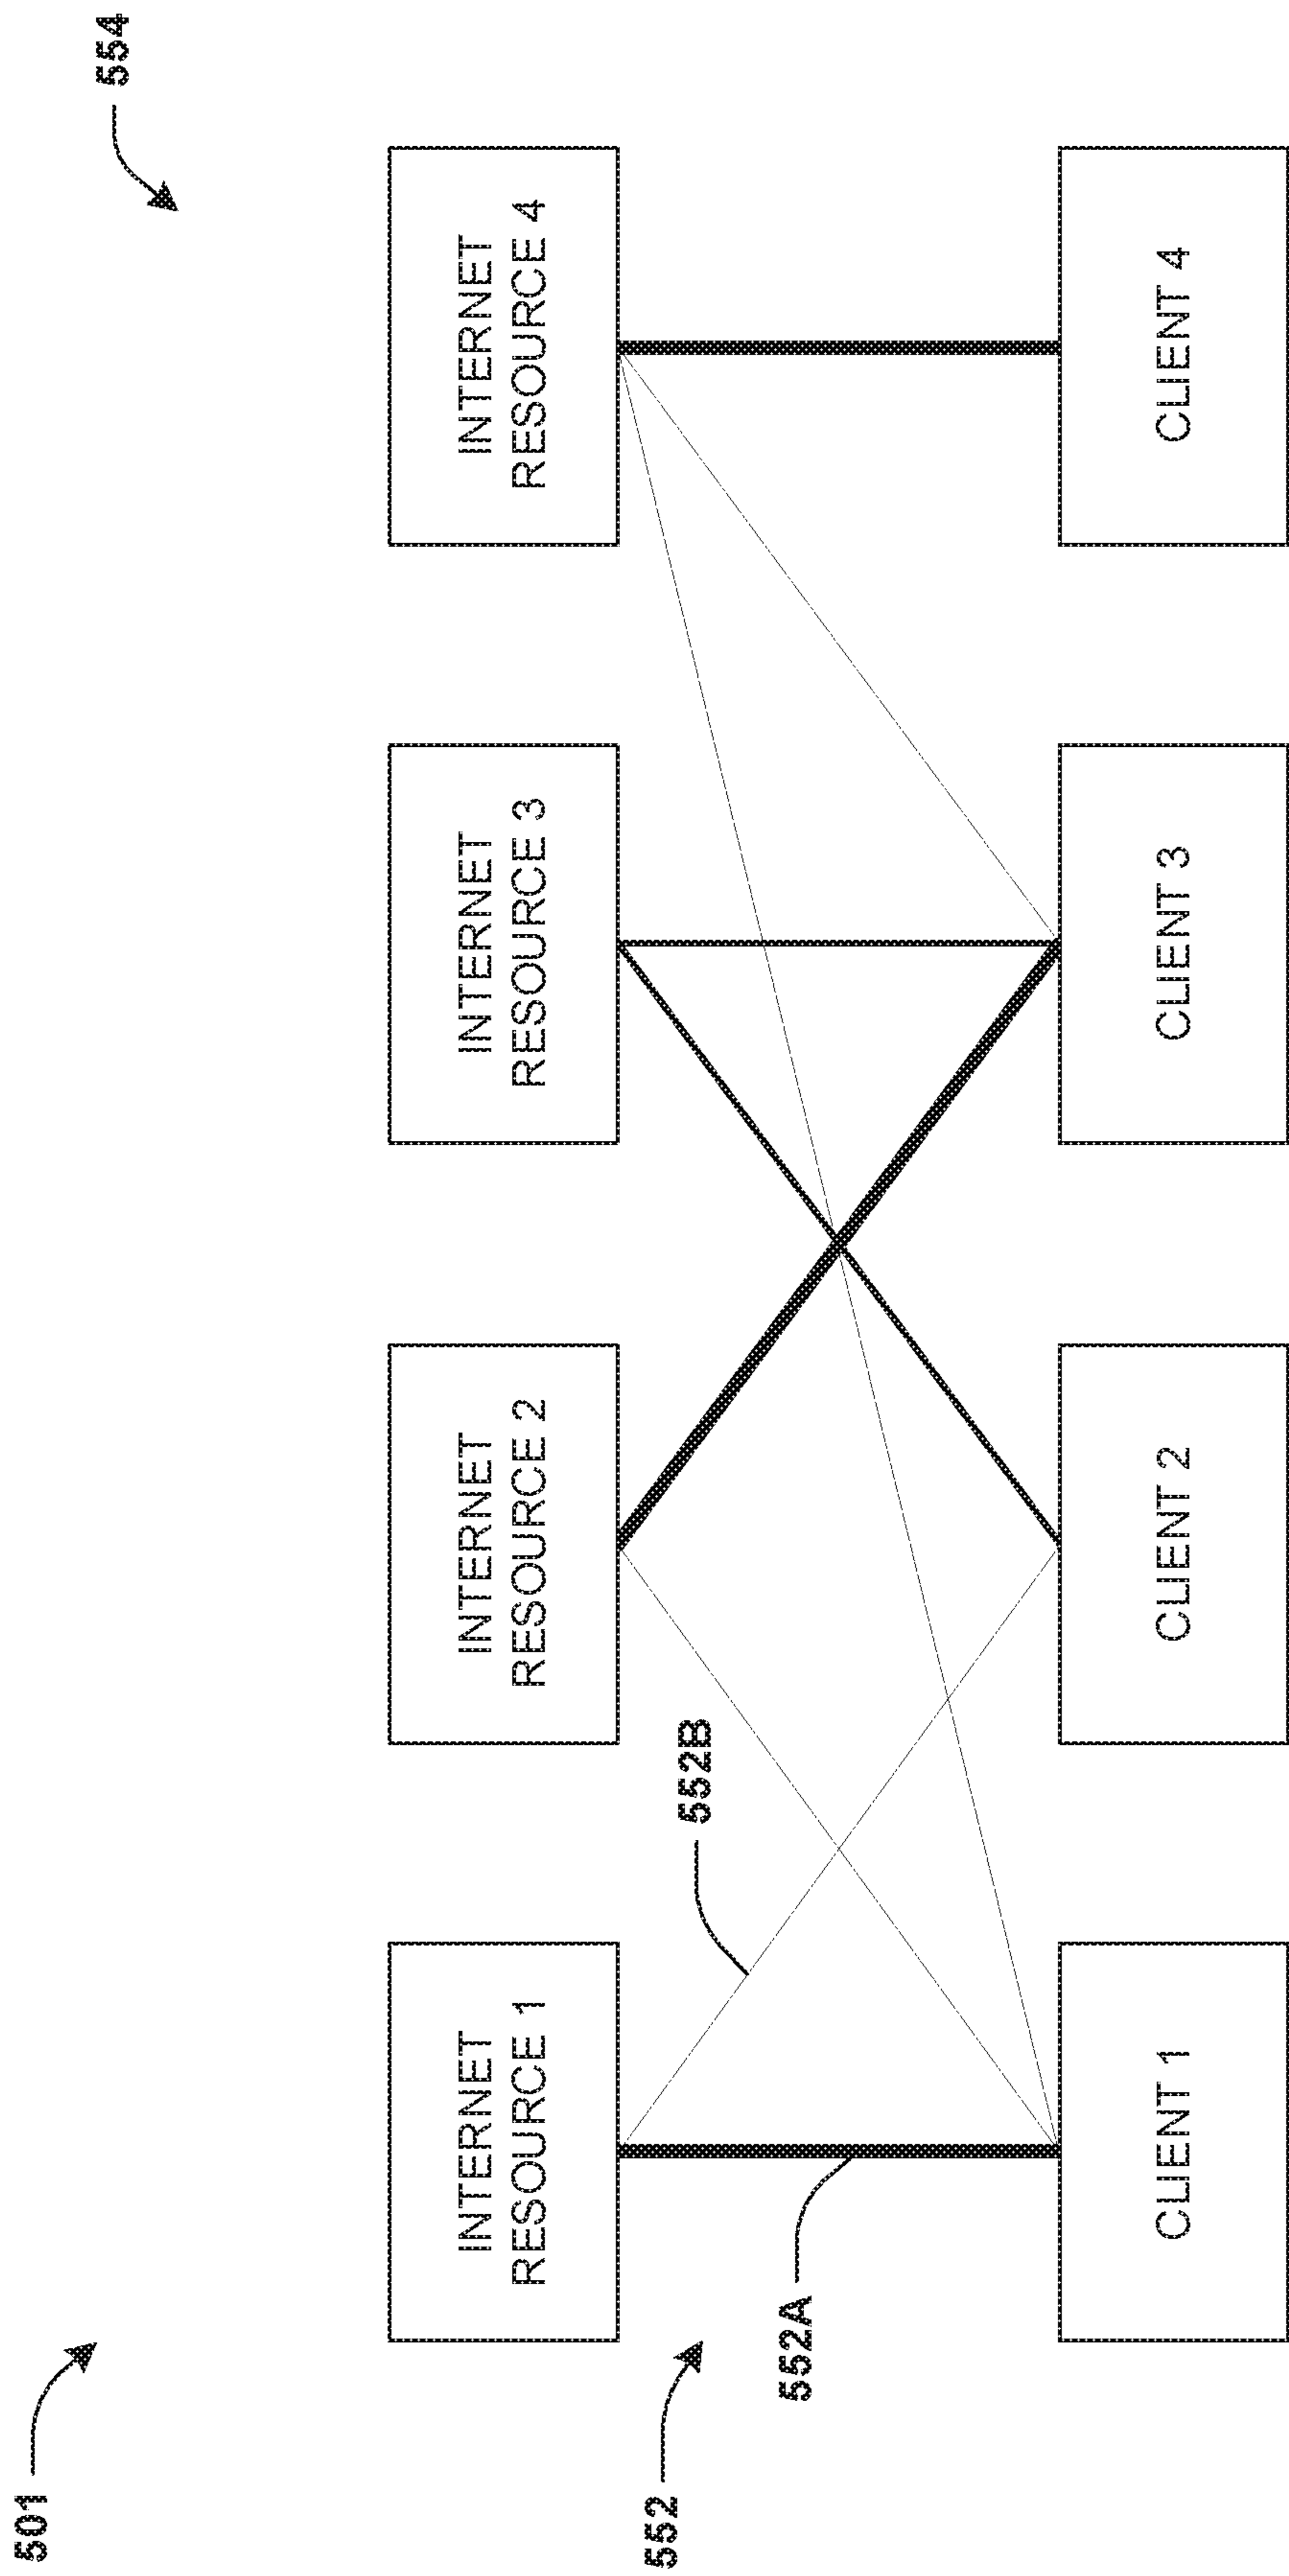 501
554
INTERNET
RESOURCE 1
INTERNET
RESOURCE 2
INTERNET
RESOURCE 3
INTERNET
RESOURCE 4
552
552A
552B
CLIENT 1
CLIENT 2
CLIENT 3
CLIENT 4